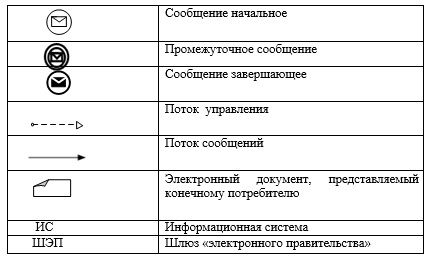 Сообщение начальное
Промежуточное сообщение
Сообщение завершающее
Поток управления
Поток сообщений
Электронный документ, представляемый
конечному потребителю
ИС Информационная система
ШЭП Шлюз «электронного правительства»